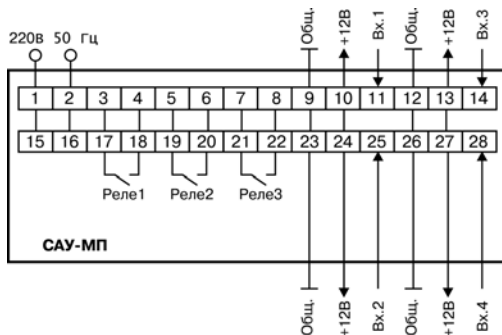 220в 50 Гц
Общ.
+12В
Вх.1
Общ.
+12В
Вх.3
1 2 3 4 5 6 7 8 9 10 11 12 13 14
15 16 17 18 19 20 21 22 23 24 25 26 27 28
Реле1 Реле2 Реле3
САУ-МП
Общ.
+12В
Вх.2
Общ.
+12В
Вх.4